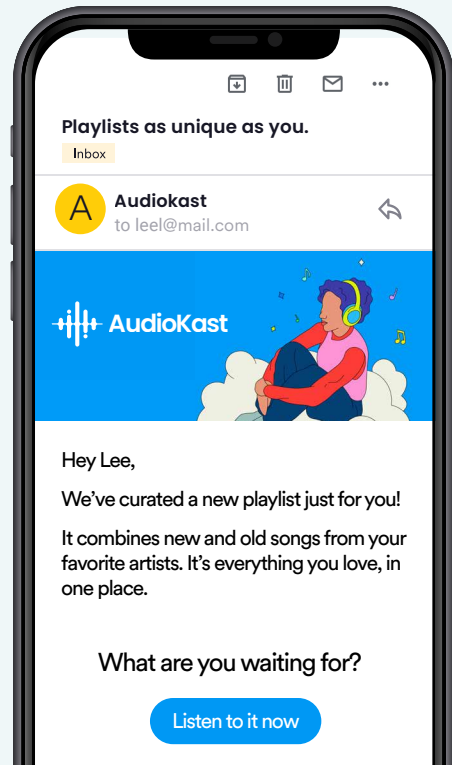 Playlists as unique as you.
Inbox
A
Audiokast
to leel@mail.com
AudioKast
Hey Lee,
We’ve curated a new playlist just for you!
It combines new and old songs from your
favorite artists. It’s everything you love, in
one place.
What are you waiting for?
Listen to it now